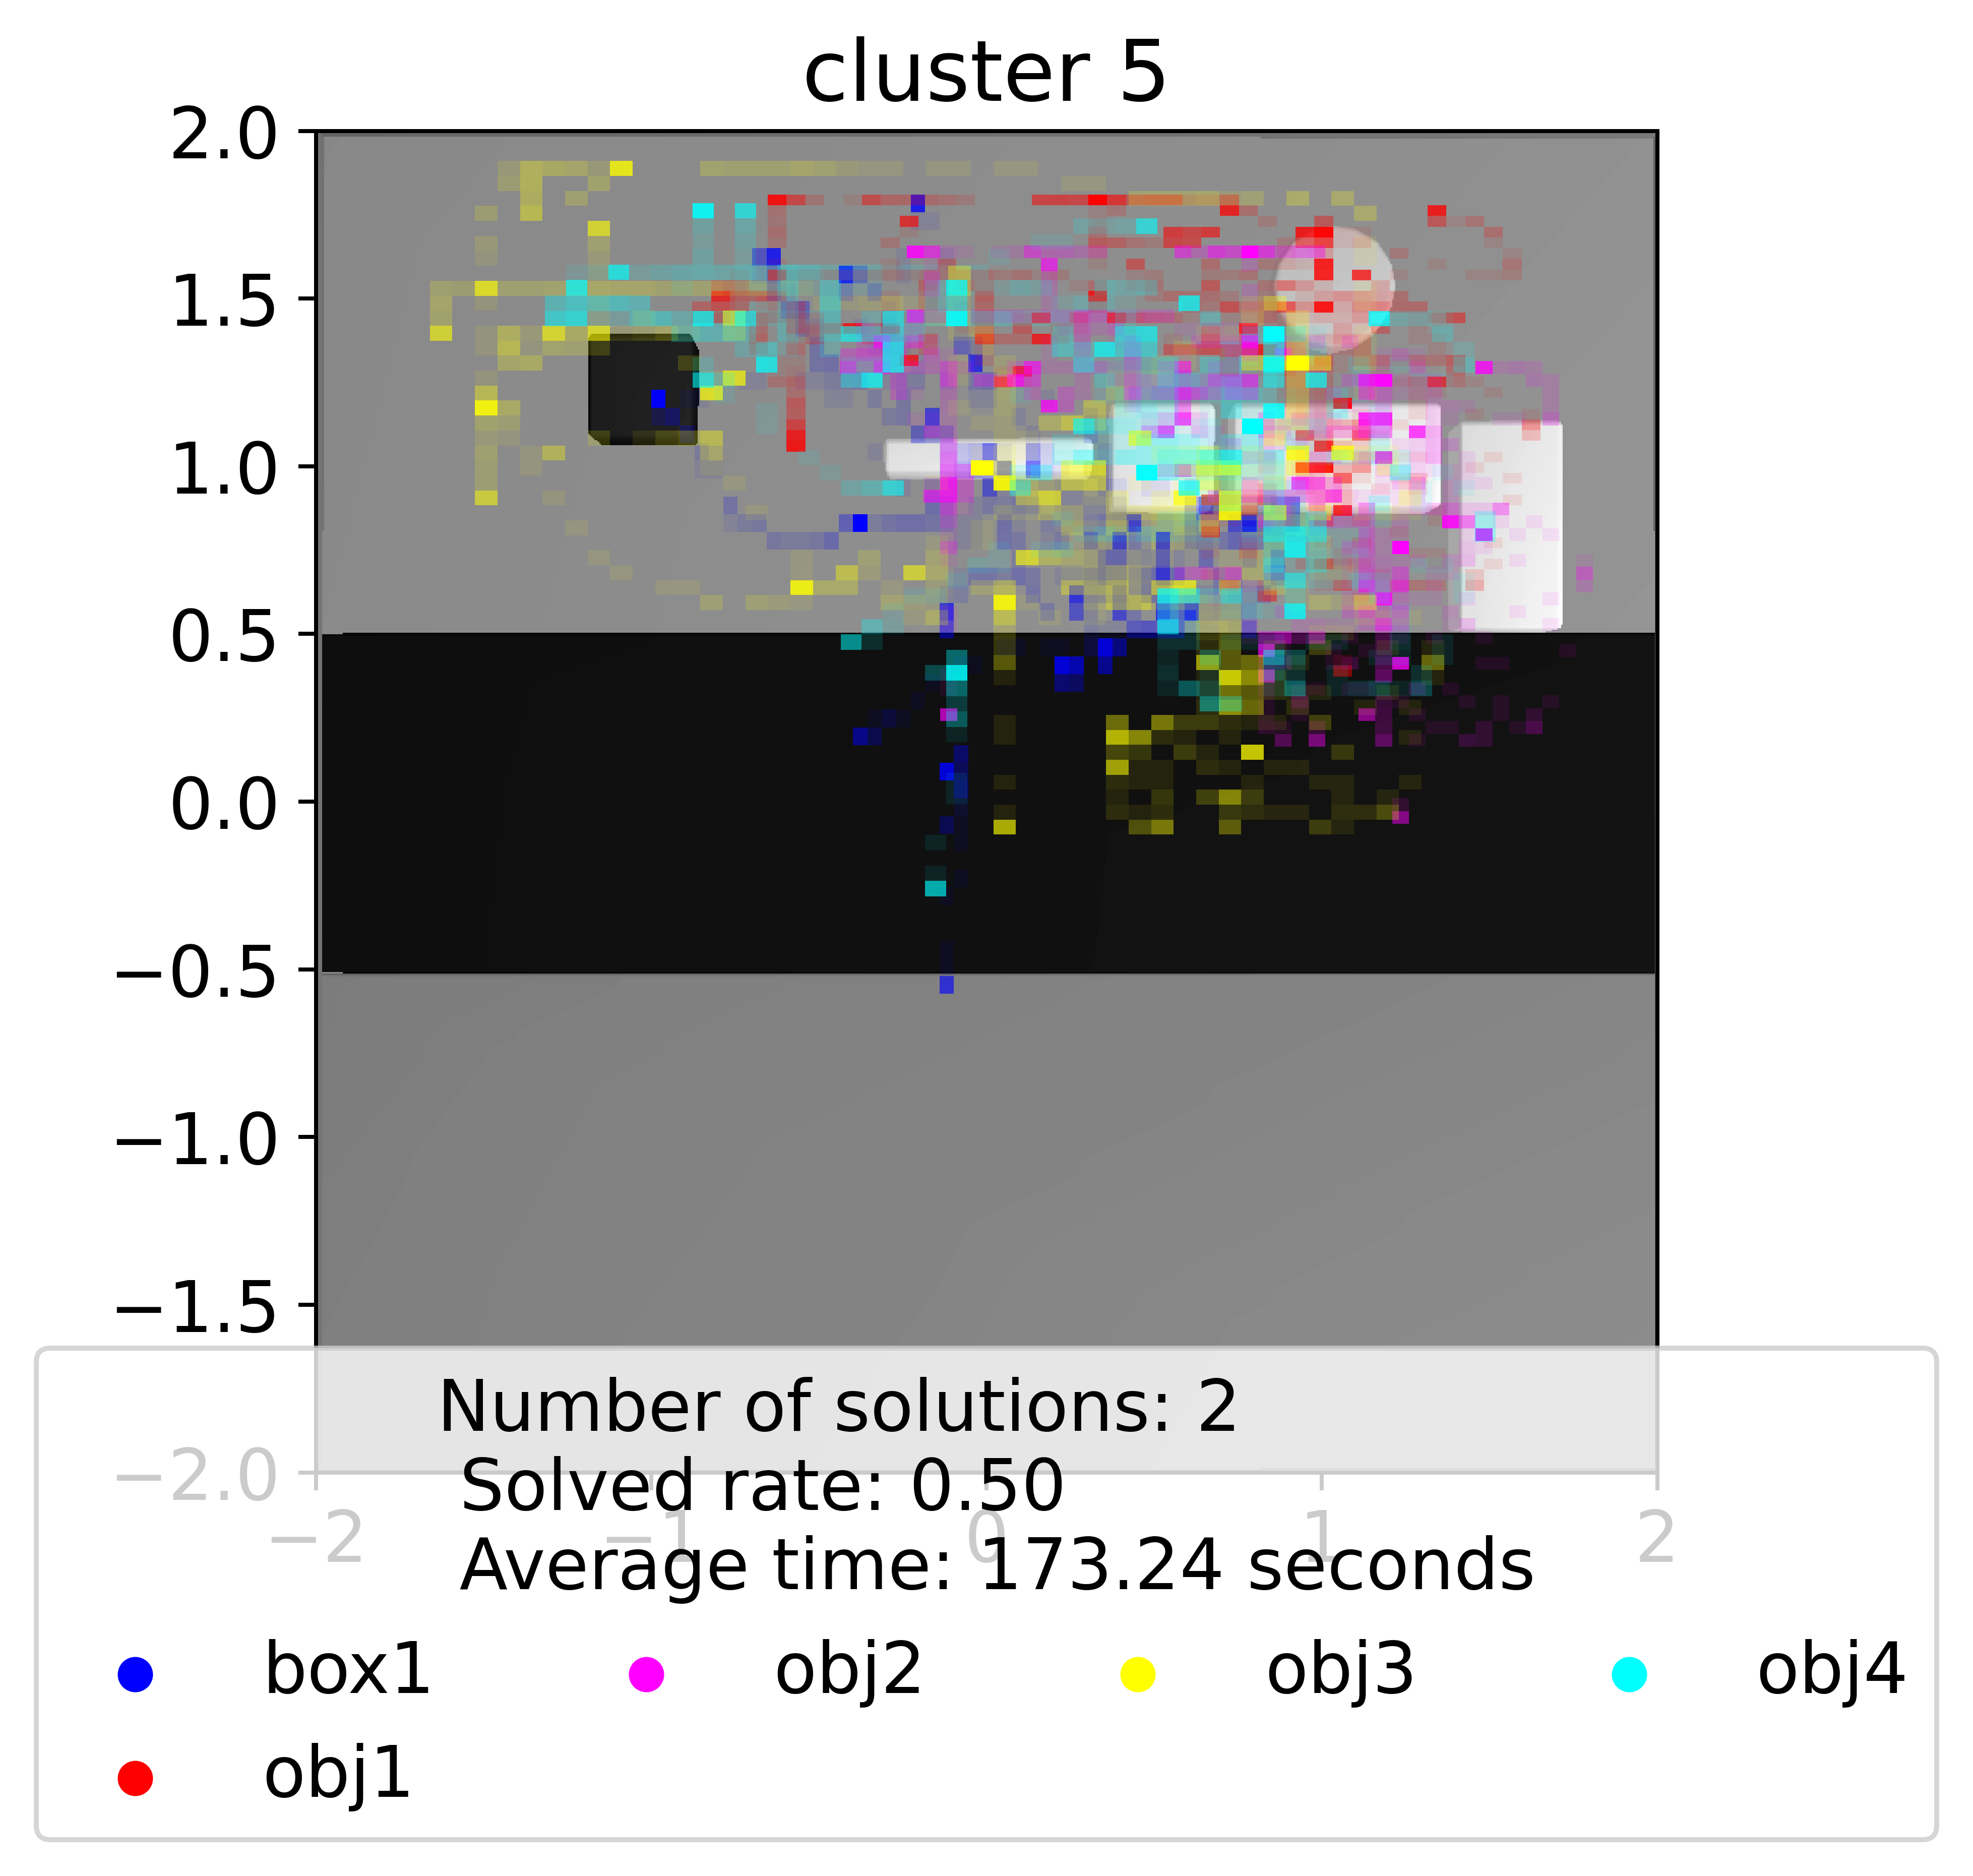 cluster 5
2.0
1.5
1.0
0.5
0.0
−0.5
−1.0
−1.5
−2.0
−2 −1 0 1 2
Number of solutions: 2
Solved rate: 0.50
Average time: 173.24 seconds
box1 obj2 obj3 obj4
obj1